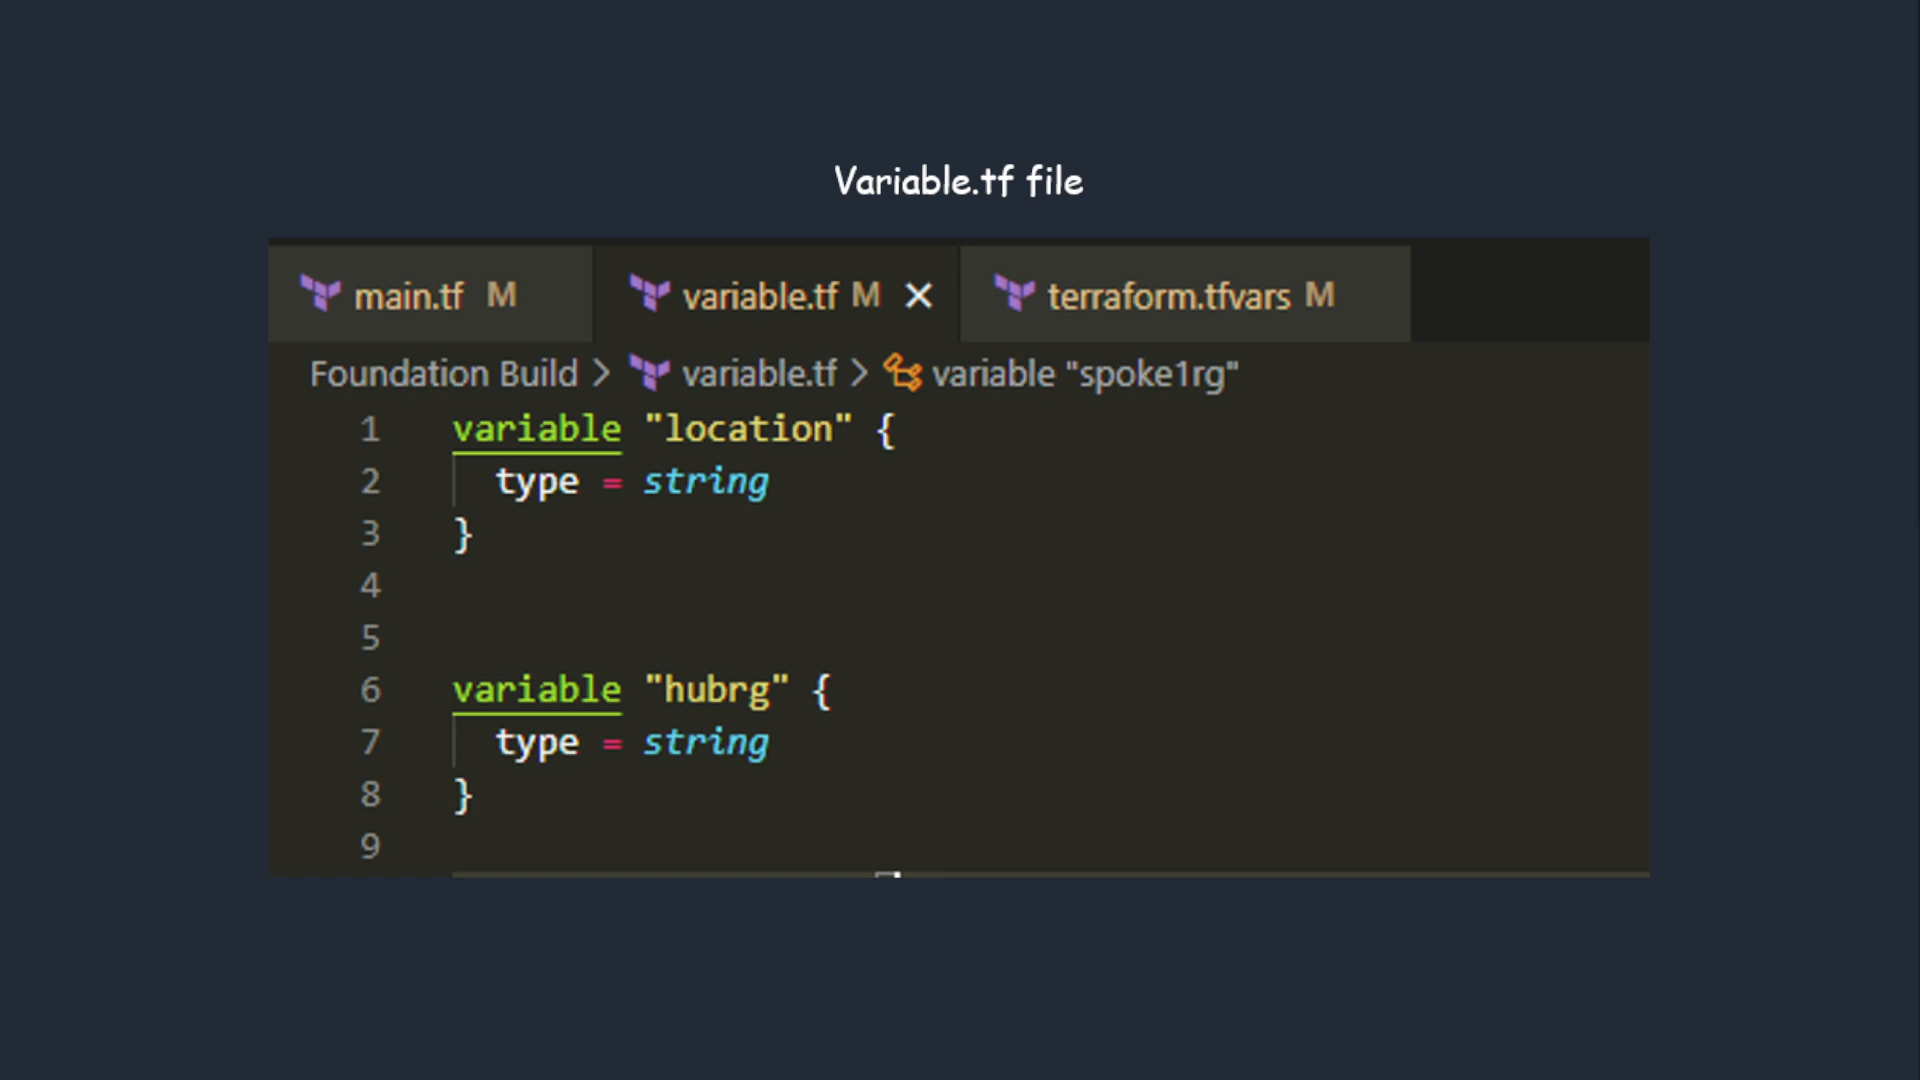 Variable.tf file
main.tf M variable.tf M terraform.tfvars M
Foundation Build > variable.tf > variable "spoke1rg"
1 variable "location" {
2 type = string
3 }
4
5
6 variable "hubrg" {
7 type = string
8 }
9